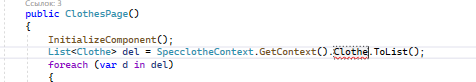 Ссылок: 3
public ClothesPage()
{
InitializeComponent();
List<Clothe> del = SpecclotheContext.GetContext().Clothe.ToList();
foreach (var d in del)
{